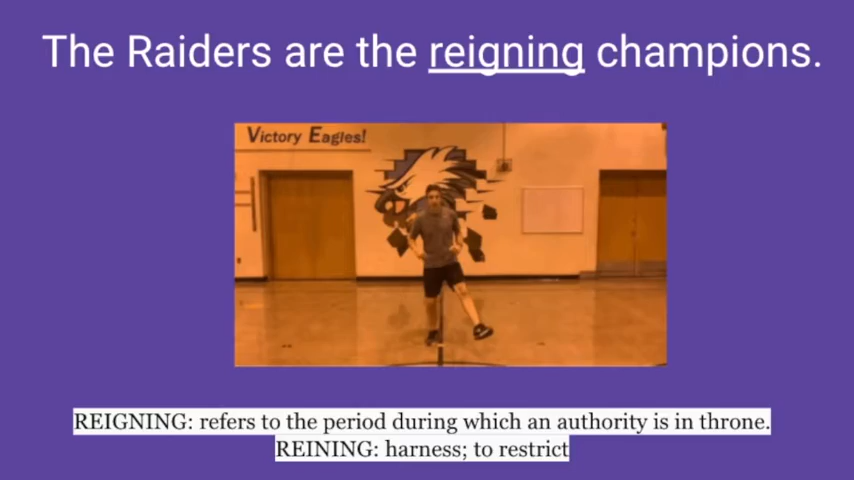 The Raiders are the reigning champions.
Victory Eagles!
REIGNING: refers to the period during which an authority is in throne.
REINING: harness; to restrict